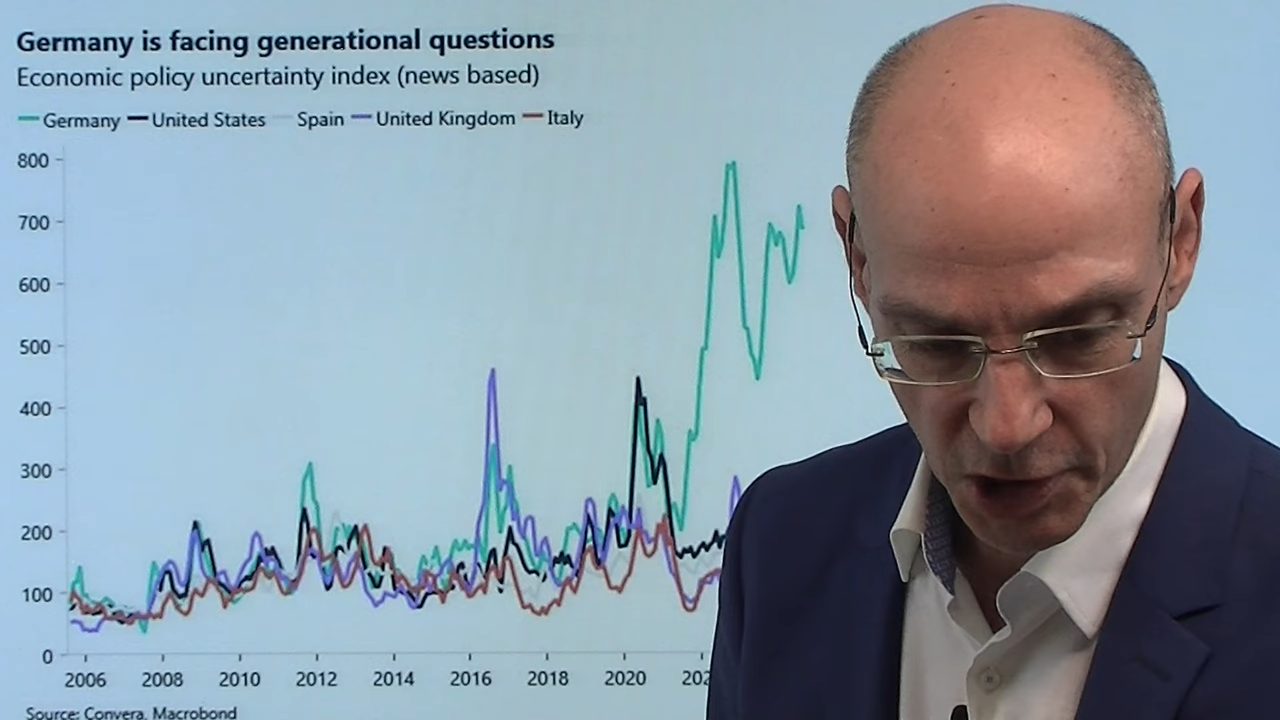 Germany is facing generational questions
Economic policy uncertainty index (news based)
Germany United States Spain United Kingdom Italy
800
700
600
500
400
300
200
100
0
2006 2008 2010 2012 2014 2016 2018 2020 202
Source: Convera, Macrobond